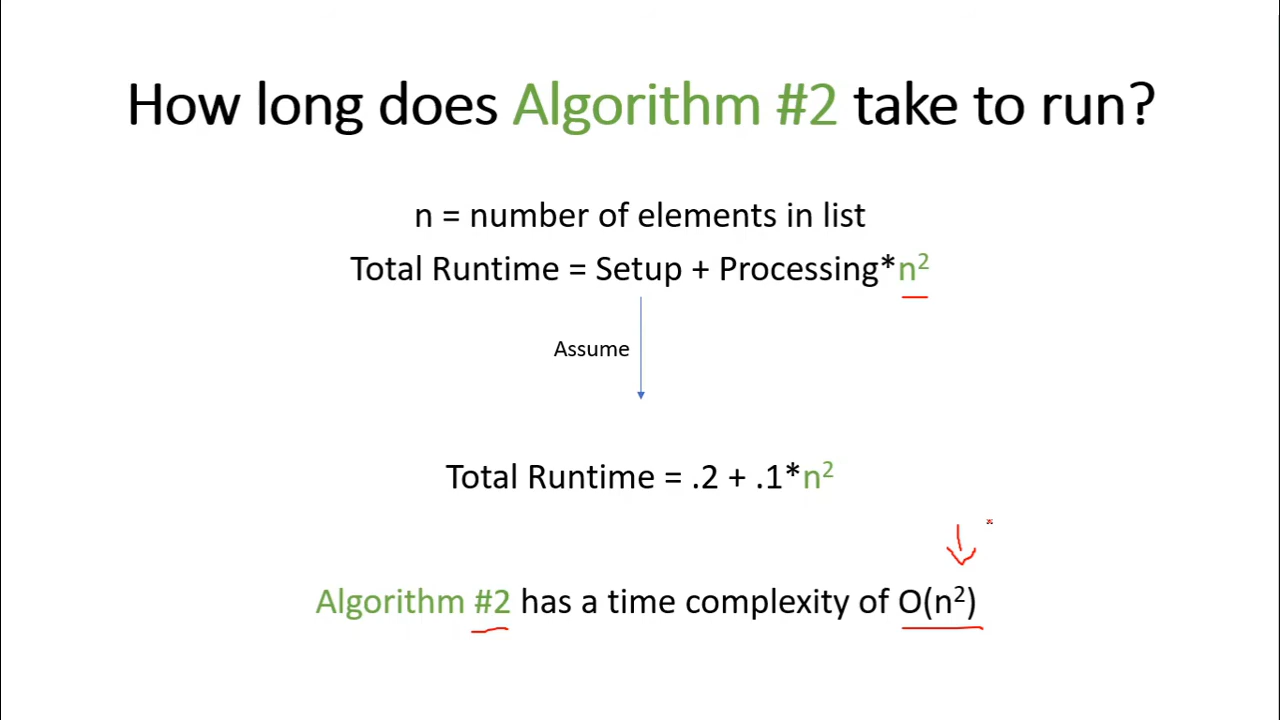 How long does Algorithm #2 take to run?
n = number of elements in list
Total Runtime = Setup + Processing*n²
Assume
Total Runtime = .2 + .1*n²
Algorithm #2 has a time complexity of O(n²)